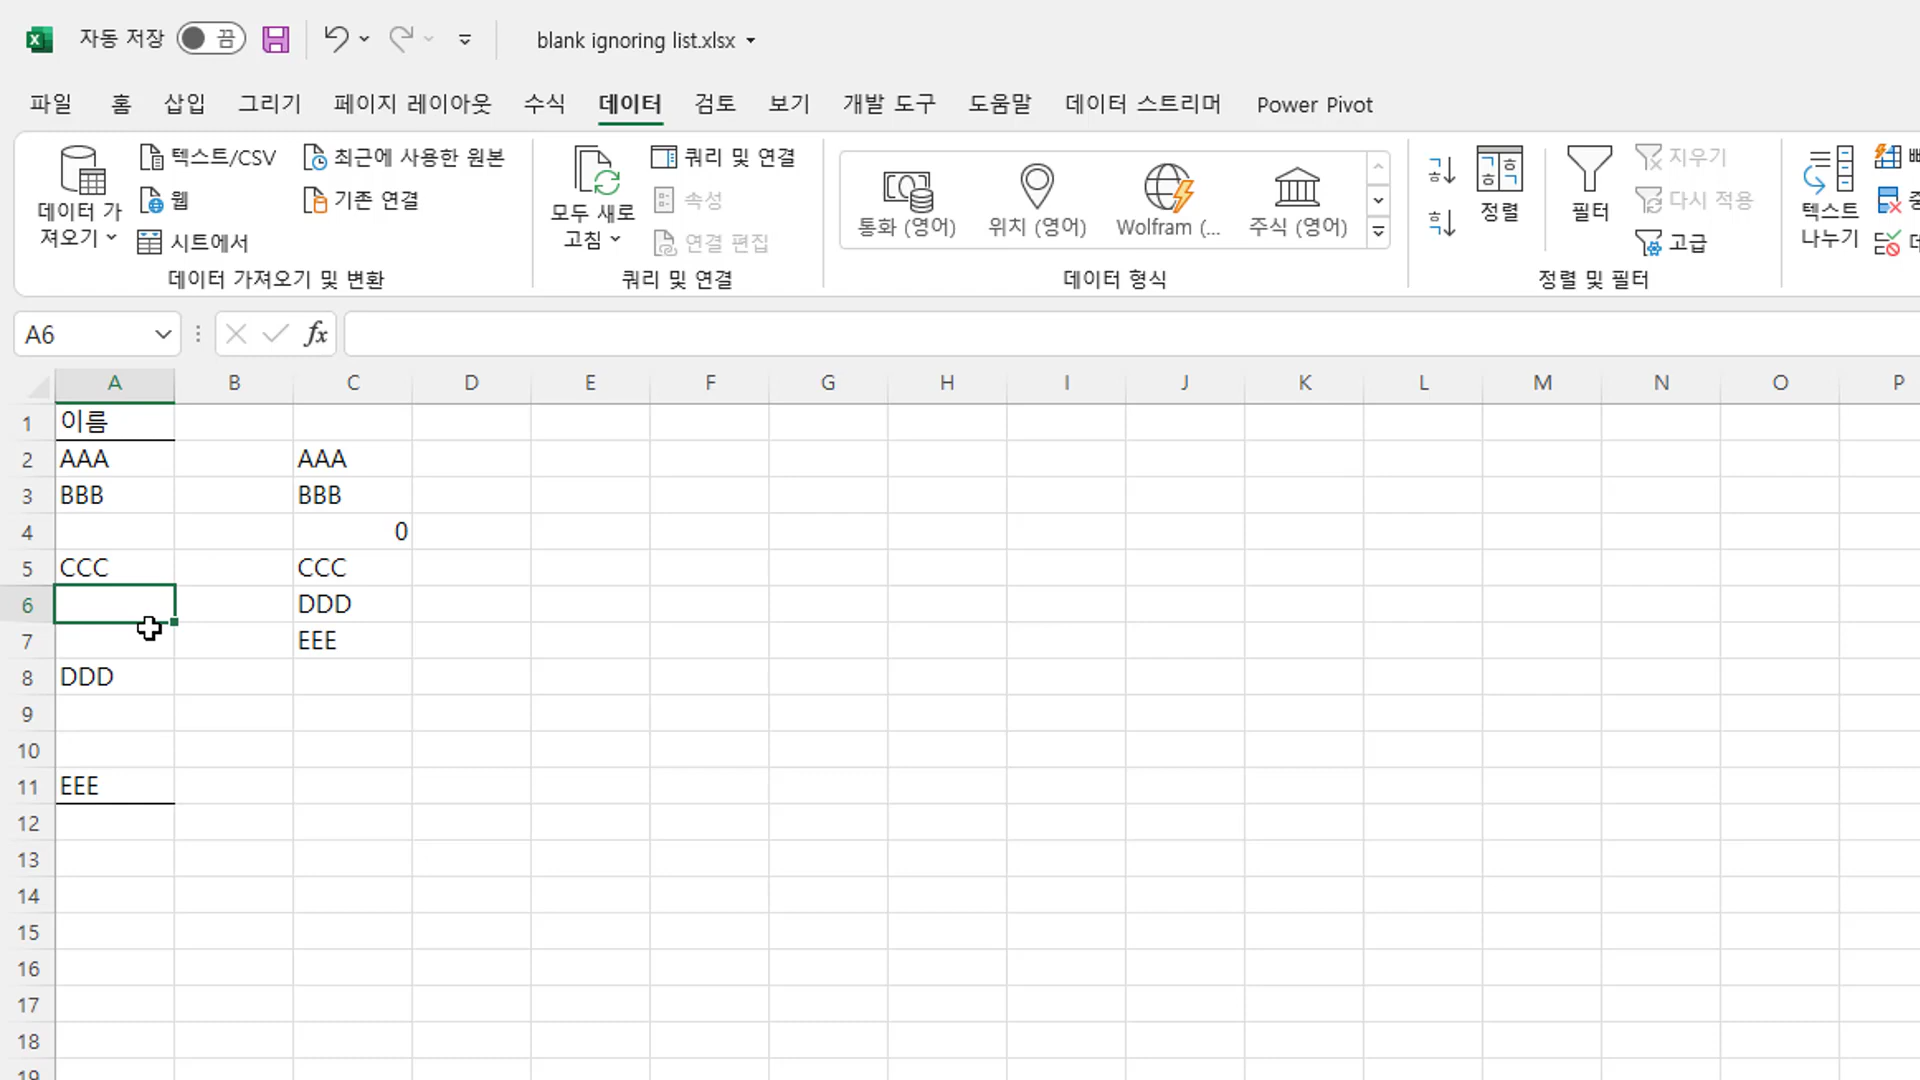 자동 저장 끔 blank ignoring list.xlsx
파일 홈 삽입 그리기 페이지 레이아웃 수식 데이터 검토 보기 개발 도구 도움말 데이터 스트리머 Power Pivot
데이터 가
져오기
텍스트/CSV
웹
시트에서
최근에 사용한 원본
기존 연결
데이터 가져오기 및 변환
모두 새로
고침
쿼리 및 연결
속성
연결 편집
쿼리 및 연결
통화 (영어) 위치 (영어) Wolfram (... 주식 (영어)
데이터 형식
정렬
필터
지우기
다시 적용
고급
정렬 및 필터
텍스트
나누기
A6 fx
A B C D E F G H I J K L M N O P
1 이름
2 AAA AAA
3 BBB BBB
4 0
5 CCC CCC
6 DDD
7 EEE
8 DDD
9
10
11 EEE
12
13
14
15
16
17
18
19